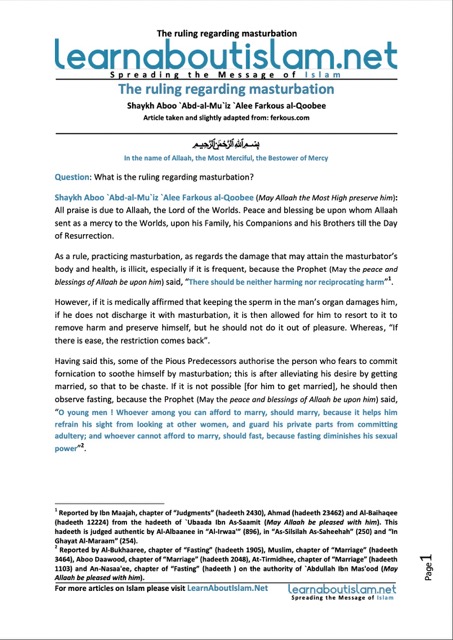 The ruling regarding masturbation
learnaboutislam.net
Spreading the Message of Islam
The ruling regarding masturbation
Shaykh Aboo `Abd-al-Mu`iz `Alee Farkous al-Qoobee
Article taken and slightly adapted from: ferkous.com
بِسْمِ اللهِ الرَّحْمَنِ الرَّحِيمِ
In the name of Allaah, the Most Merciful, the Bestower of Mercy
Question: What is the ruling regarding masturbation?
Shaykh Aboo `Abd-al-Mu`iz `Alee Farkous al-Qoobee (May Allaah the Most High preserve him):
All praise is due to Allaah, the Lord of the Worlds. Peace and blessing be upon whom Allaah
sent as a mercy to the Worlds, upon his Family, his Companions and his Brothers till the Day
of Resurrection.
As a rule, practicing masturbation, as regards the damage that may attain the masturbator's
body and health, is illicit, especially if it is frequent, because the Prophet (May the peace and
blessings of Allaah be upon him) said, "There should be neither harming nor reciprocating harm"1.
However, if it is medically affirmed that keeping the sperm in the man's organ damages him,
if he does not discharge it with masturbation, it is then allowed for him to resort to it to
remove harm and preserve himself, but he should not do it out of pleasure. Whereas, "If
there is ease, the restriction comes back".
Having said this, some of the Pious Predecessors authorise the person who fears to commit
fornication to soothe himself by masturbation; this is after alleviating his desire by getting
married, so that to be chaste. If it is not possible [for him to get married], he should then
observe fasting, because the Prophet (May the peace and blessings of Allaah be upon him) said,
"O young men ! Whoever among you can afford to marry, should marry, because it helps him
refrain his sight from looking at other women, and guard his private parts from committing
adultery; and whoever cannot afford to marry, should fast, because fasting diminishes his sexual
power"2.
1 Reported by Ibn Maajah, chapter of "Judgments" (hadeeth 2430), Ahmad (hadeeth 23462) and Al-Baihaqee
(hadeeth 12224) from the hadeeth of `Ubaada Ibn As-Saamit (May Allaah be pleased with him). This
hadeeth is judged authentic by Al-Albaanee in "Al-Irwaa'" (896), in "As-Silsilah As-Saheehah" (250) and "In
Ghayat Al-Maraam" (254).
2 Reported by Al-Bukhaaree, chapter of "Fasting" (hadeeth 1905), Muslim, chapter of "Marriage" (hadeeth
3464), Aboo Daawood, chapter of "Marriage" (hadeeth 2048), At-Tirmidhee, chapter of "Marriage" (hadeeth
1103) and An-Nasaa'ee, chapter of "Fasting" (hadeeth ) on the authority of `Abdullah Ibn Mas'ood (May
Allaah be pleased with him).
For more articles on Islam please visit LearnAboutIslam.Net
learnaboutislam.net
Spreading the Message of Islam
Page 1